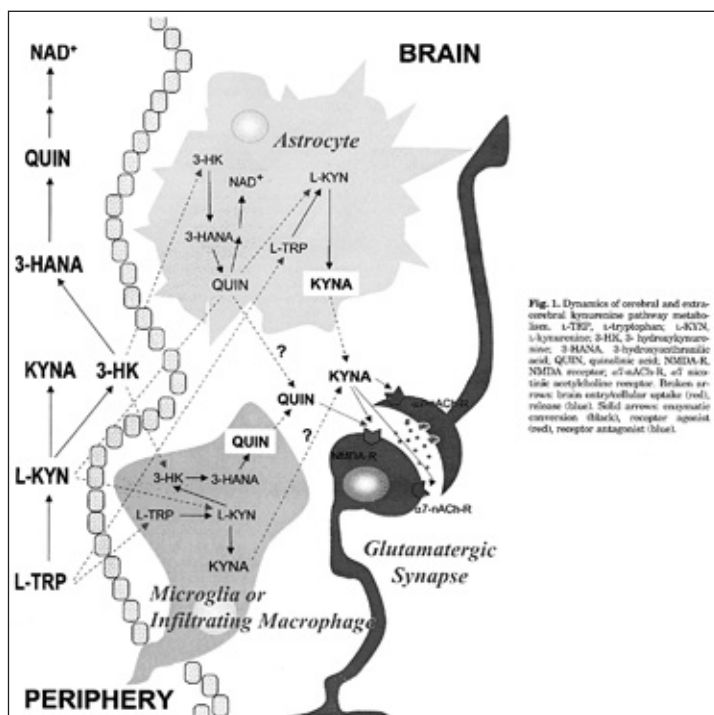 BRAIN
NAD⁺
QUIN
3-HANA
KYNA
3-HK
L-KYN
L-TRP
PERIPHERY
Astrocyte
3-HK
NAD⁺
L-KYN
3-HANA
L-TRP
QUIN
KYNA
?
KYNA
QUIN
?
α7-nACh-R
NMDA-R
α7-nACh-R
QUIN
3-HK
3-HANA
L-TRP
L-KYN
KYNA
Microglia or
Infiltrating Macrophage
Glutamatergic
Synapse
Fig. 1. Dynamics of cerebral and extra-
cerebral kynurenine pathway metabo-
lism. L-TRP, L-tryptophan; L-KYN,
L-kynurenine; 3-HK, 3- hydroxykynure-
nine; 3-HANA, 3-hydroxyanthranilic
acid, QUIN, quinolinic acid; NMDA-R,
NMDA receptor; α7-nACh-R, α7 nico-
tinic acetylcholine receptor. Broken ar-
rows: brain entry/cellular uptake (red),
release (blue). Solid arrows: enzymatic
conversion (black), receptor agonist
(red), receptor antagonist (blue).